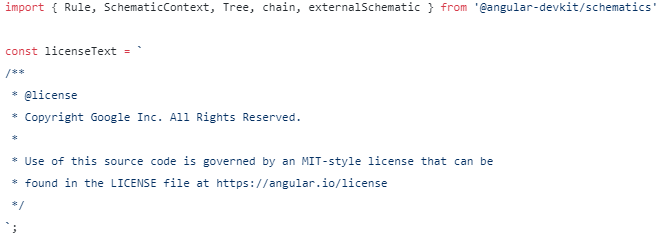 import { Rule, SchematicContext, Tree, chain, externalSchematic } from '@angular-devkit/schematics'
const licenseText = `
/**
 * @license
 * Copyright Google Inc. All Rights Reserved.
 *
 * Use of this source code is governed by an MIT-style license that can be
 * found in the LICENSE file at https://angular.io/license
 */
`;